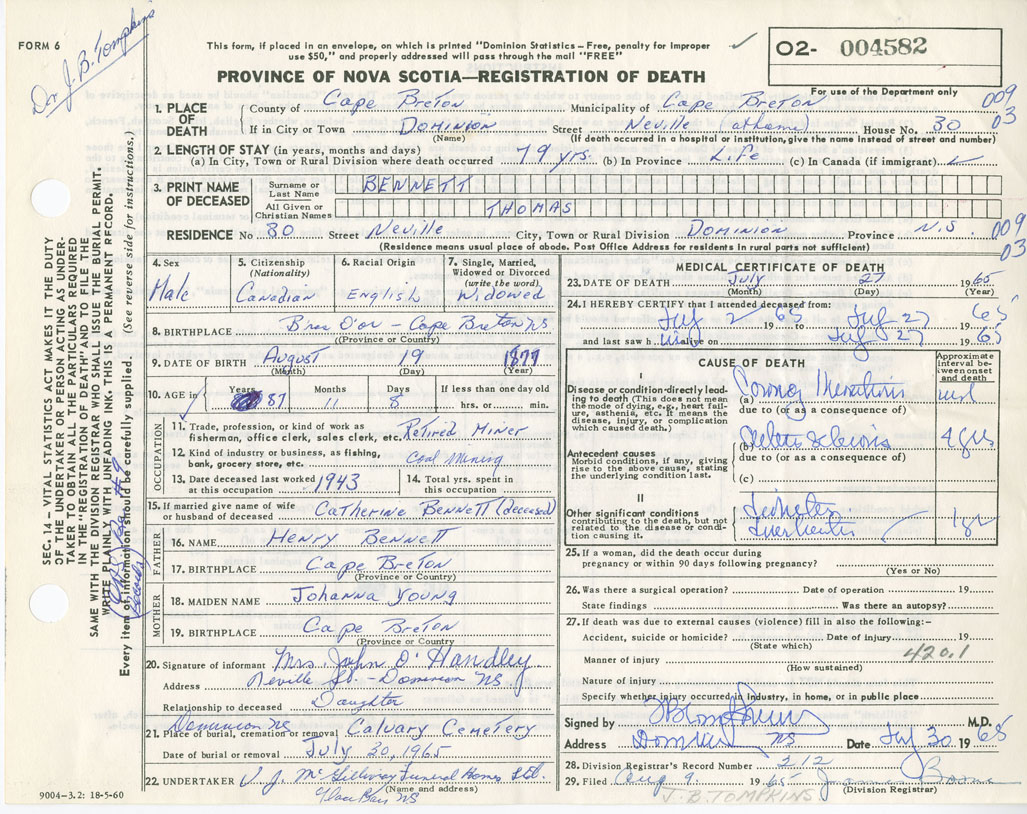 FORM 6
Dr J. B. Tompkins
This form, if placed in an envelope, on which is printed "Dominion Statistics—Free, penalty for improper
use $50," and properly addressed will pass through the mail "FREE"
✓
O2- 004582
PROVINCE OF NOVA SCOTIA—REGISTRATION OF DEATH
For use of the Department only
009
03
1. PLACE OF DEATH
County of Cape Breton Municipality of Cape Breton
If in City or Town Dominion Street Neville (at home) House No. 30
(Name) (If death occurred in a hospital or institution, give the name instead of street and number)
2. LENGTH OF STAY (in years, months and days)
(a) In City, Town or Rural Division where death occurred 79 yrs. (b) In Province Life (c) In Canada (if immigrant) ✓
3. PRINT NAME OF DECEASED
Surname or Last Name BENNETT
All Given or Christian Names THOMAS
RESIDENCE No 30 Street Neville City, Town or Rural Division Dominion Province N.S.
009
03
(Residence means usual place of abode. Post Office Address for residents in rural parts not sufficient)
4. Sex
Male
5. Citizenship
(Nationality)
Canadian
6. Racial Origin
English
7. Single, Married, Widowed or Divorced
(write the word)
Widowed
8. BIRTHPLACE Bras D'or - Cape Breton NS
(Province or Country)
9. DATE OF BIRTH August 19 1877
(Month) (Day) (Year)
10. AGE in Years Months Days If less than one day old
87 11 8 hrs. or min.
OCCUPATION
11. Trade, profession, or kind of work as
fisherman, office clerk, sales clerk, etc. Retired Miner
12. Kind of industry or business, as fishing,
bank, grocery store, etc. Coal Mining
13. Date deceased last worked at this occupation 1943
14. Total yrs. spent in this occupation
15. If married give name of wife
or husband of deceased Catherine Bennett (deceased)
FATHER
16. NAME Henry Bennett
17. BIRTHPLACE Cape Breton
(Province or Country)
MOTHER
18. MAIDEN NAME Johanna Young
19. BIRTHPLACE Cape Breton
(Province or Country
20. Signature of informant Mrs. John O'Handley
Address Neville St. - Dominion NS
Relationship to deceased Daughter
Dominion NS
21. Place of burial, cremation or removal Calvary Cemetery
Date of burial or removal July 30, 1965
22. UNDERTAKER Funeral Home Ltd.
(Name and address)
Glace Bay NS
MEDICAL CERTIFICATE OF DEATH
23. DATE OF DEATH July 27 1965
(Month) (Day) (Year)
24. I HEREBY CERTIFY that I attended deceased from:
July 2 1965 to July 27 1965
and last saw h alive on July 27 1965
CAUSE OF DEATH
Approximate interval between onset and death
I
Disease or condition directly leading to death (This does not mean the mode of dying, e.g., heart failure, asthenia, etc. It means the disease, injury, or complication which caused death.)
(a) Coronary
due to (or as a consequence of)
Antecedent causes
Morbid conditions, if any, giving rise to the above cause, stating the underlying condition last.
(b)
due to (or as a consequence of)
(c)
II
Other significant conditions
contributing to the death, but not related to the disease or condition causing it.
25. If a woman, did the death occur during
pregnancy or within 90 days following pregnancy?
(Yes or No)
26. Was there a surgical operation? Date of operation 19
State findings Was there an autopsy?
27. If death was due to external causes (violence) fill in also the following:—
Accident, suicide or homicide? Date of injury 19
(State which)
Manner of injury 420.1
(How sustained)
Nature of injury
Specify whether injury occurred in industry, in home, or in public place
Signed by M.D.
Address Dominion NS Date July 30 1965
28. Division Registrar's Record Number 212
29. Filed Aug 9 1965
(Division Registrar)
J. B. TOMPKINS
9004-3.2: 18-5-60
SEC. 14—VITAL STATISTICS ACT MAKES IT THE DUTY
OF THE UNDERTAKER OR PERSON ACTING AS UNDER-
TAKER TO OBTAIN ALL THE PARTICULARS REQUIRED
IN THE "REGISTRATION OF DEATH" AND TO FILE THE
SAME WITH THE DIVISION REGISTRAR WHO SHALL ISSUE THE BURIAL PERMIT.
WRITE PLAINLY WITH UNFADING INK. THIS IS A PERMANENT RECORD.
Every item of information should be carefully supplied. (See reverse side for instructions.)